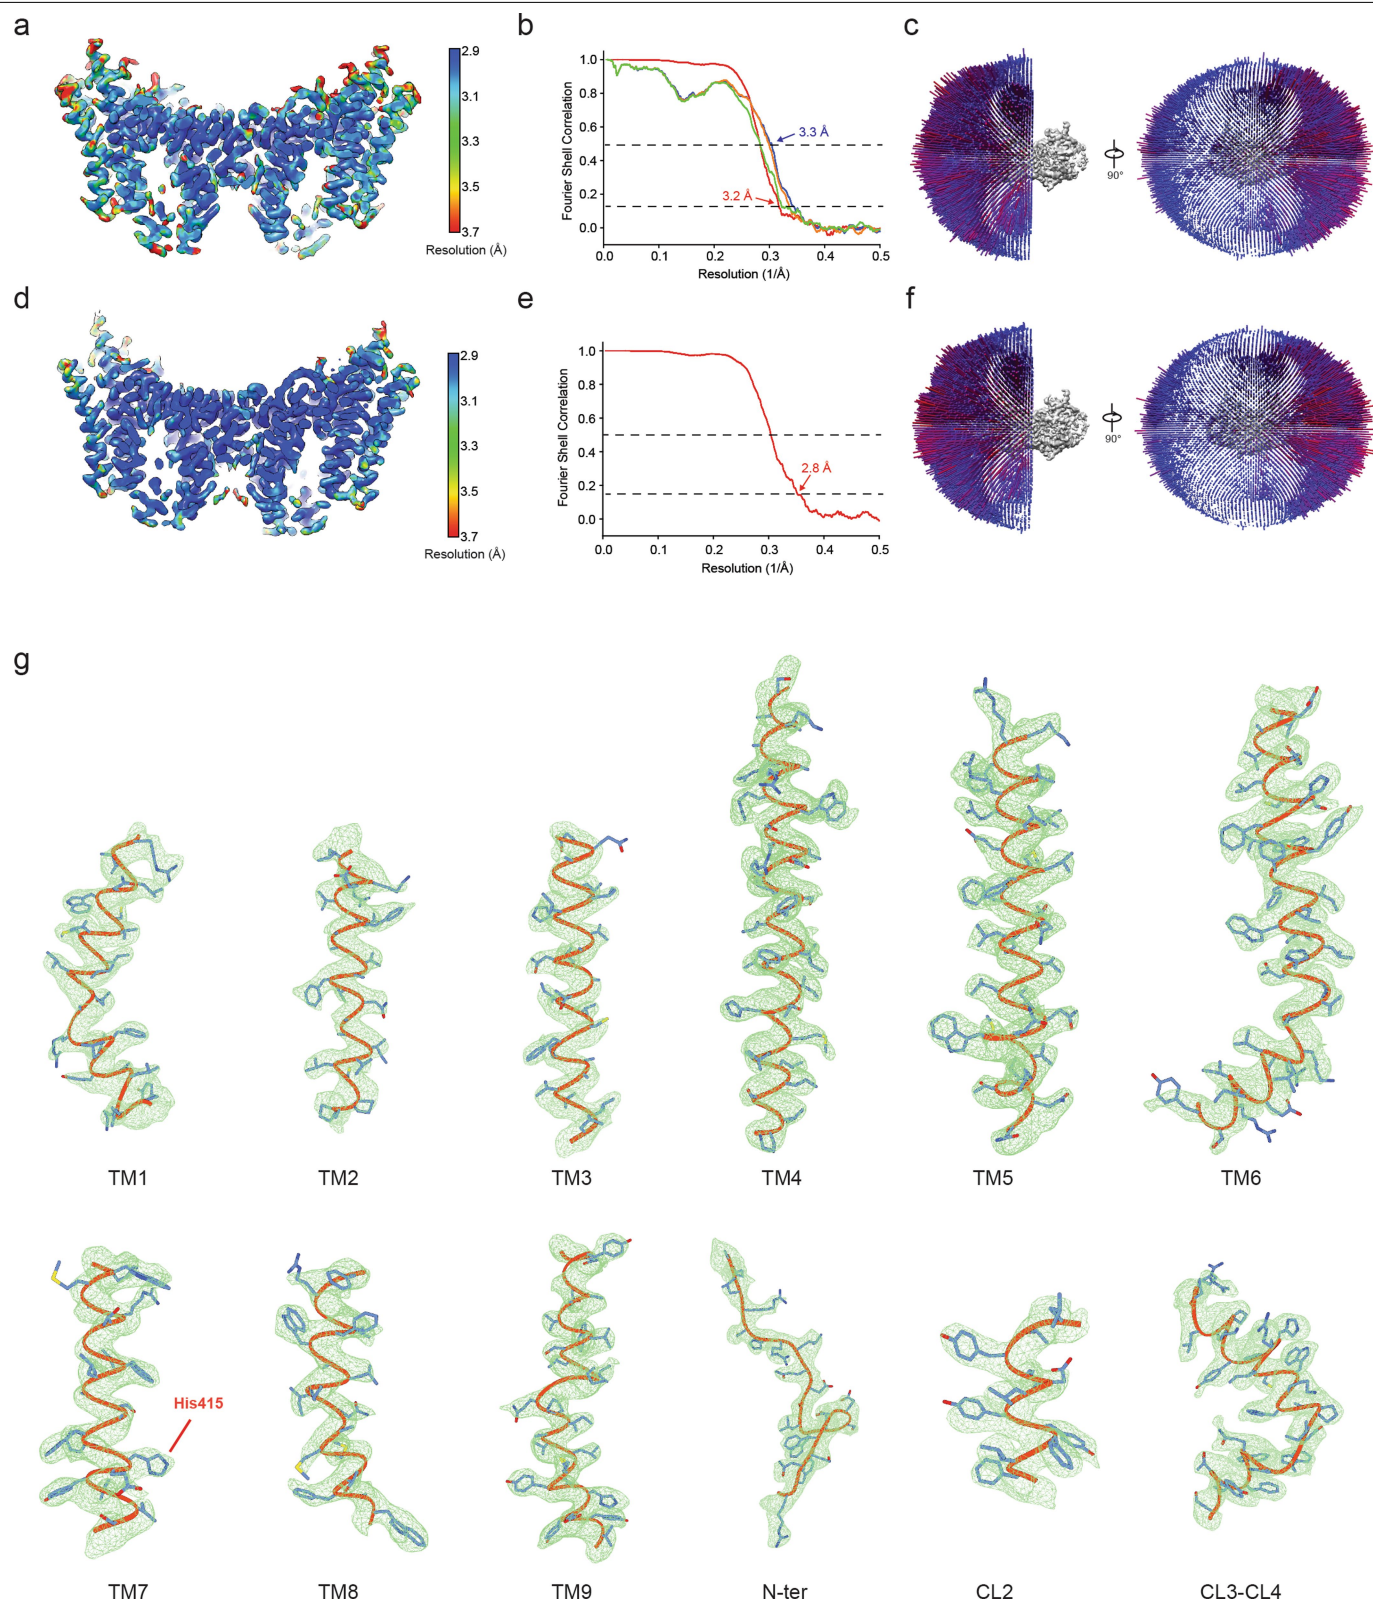 a
2.9
3.1
3.3
3.5
3.7
Resolution (Å)
b
1.0
0.8
0.6
0.4
0.2
0.0
Fourier Shell Correlation
3.3 Å
3.2 Å
0.0 0.1 0.2 0.3 0.4 0.5
Resolution (1/Å)
c
90°
d
2.9
3.1
3.3
3.5
3.7
Resolution (Å)
e
1.0
0.8
0.6
0.4
0.2
0.0
Fourier Shell Correlation
2.8 Å
0.0 0.1 0.2 0.3 0.4 0.5
Resolution (1/Å)
f
90°
g
TM1 TM2 TM3 TM4 TM5 TM6
His415
TM7 TM8 TM9 N-ter CL2 CL3-CL4